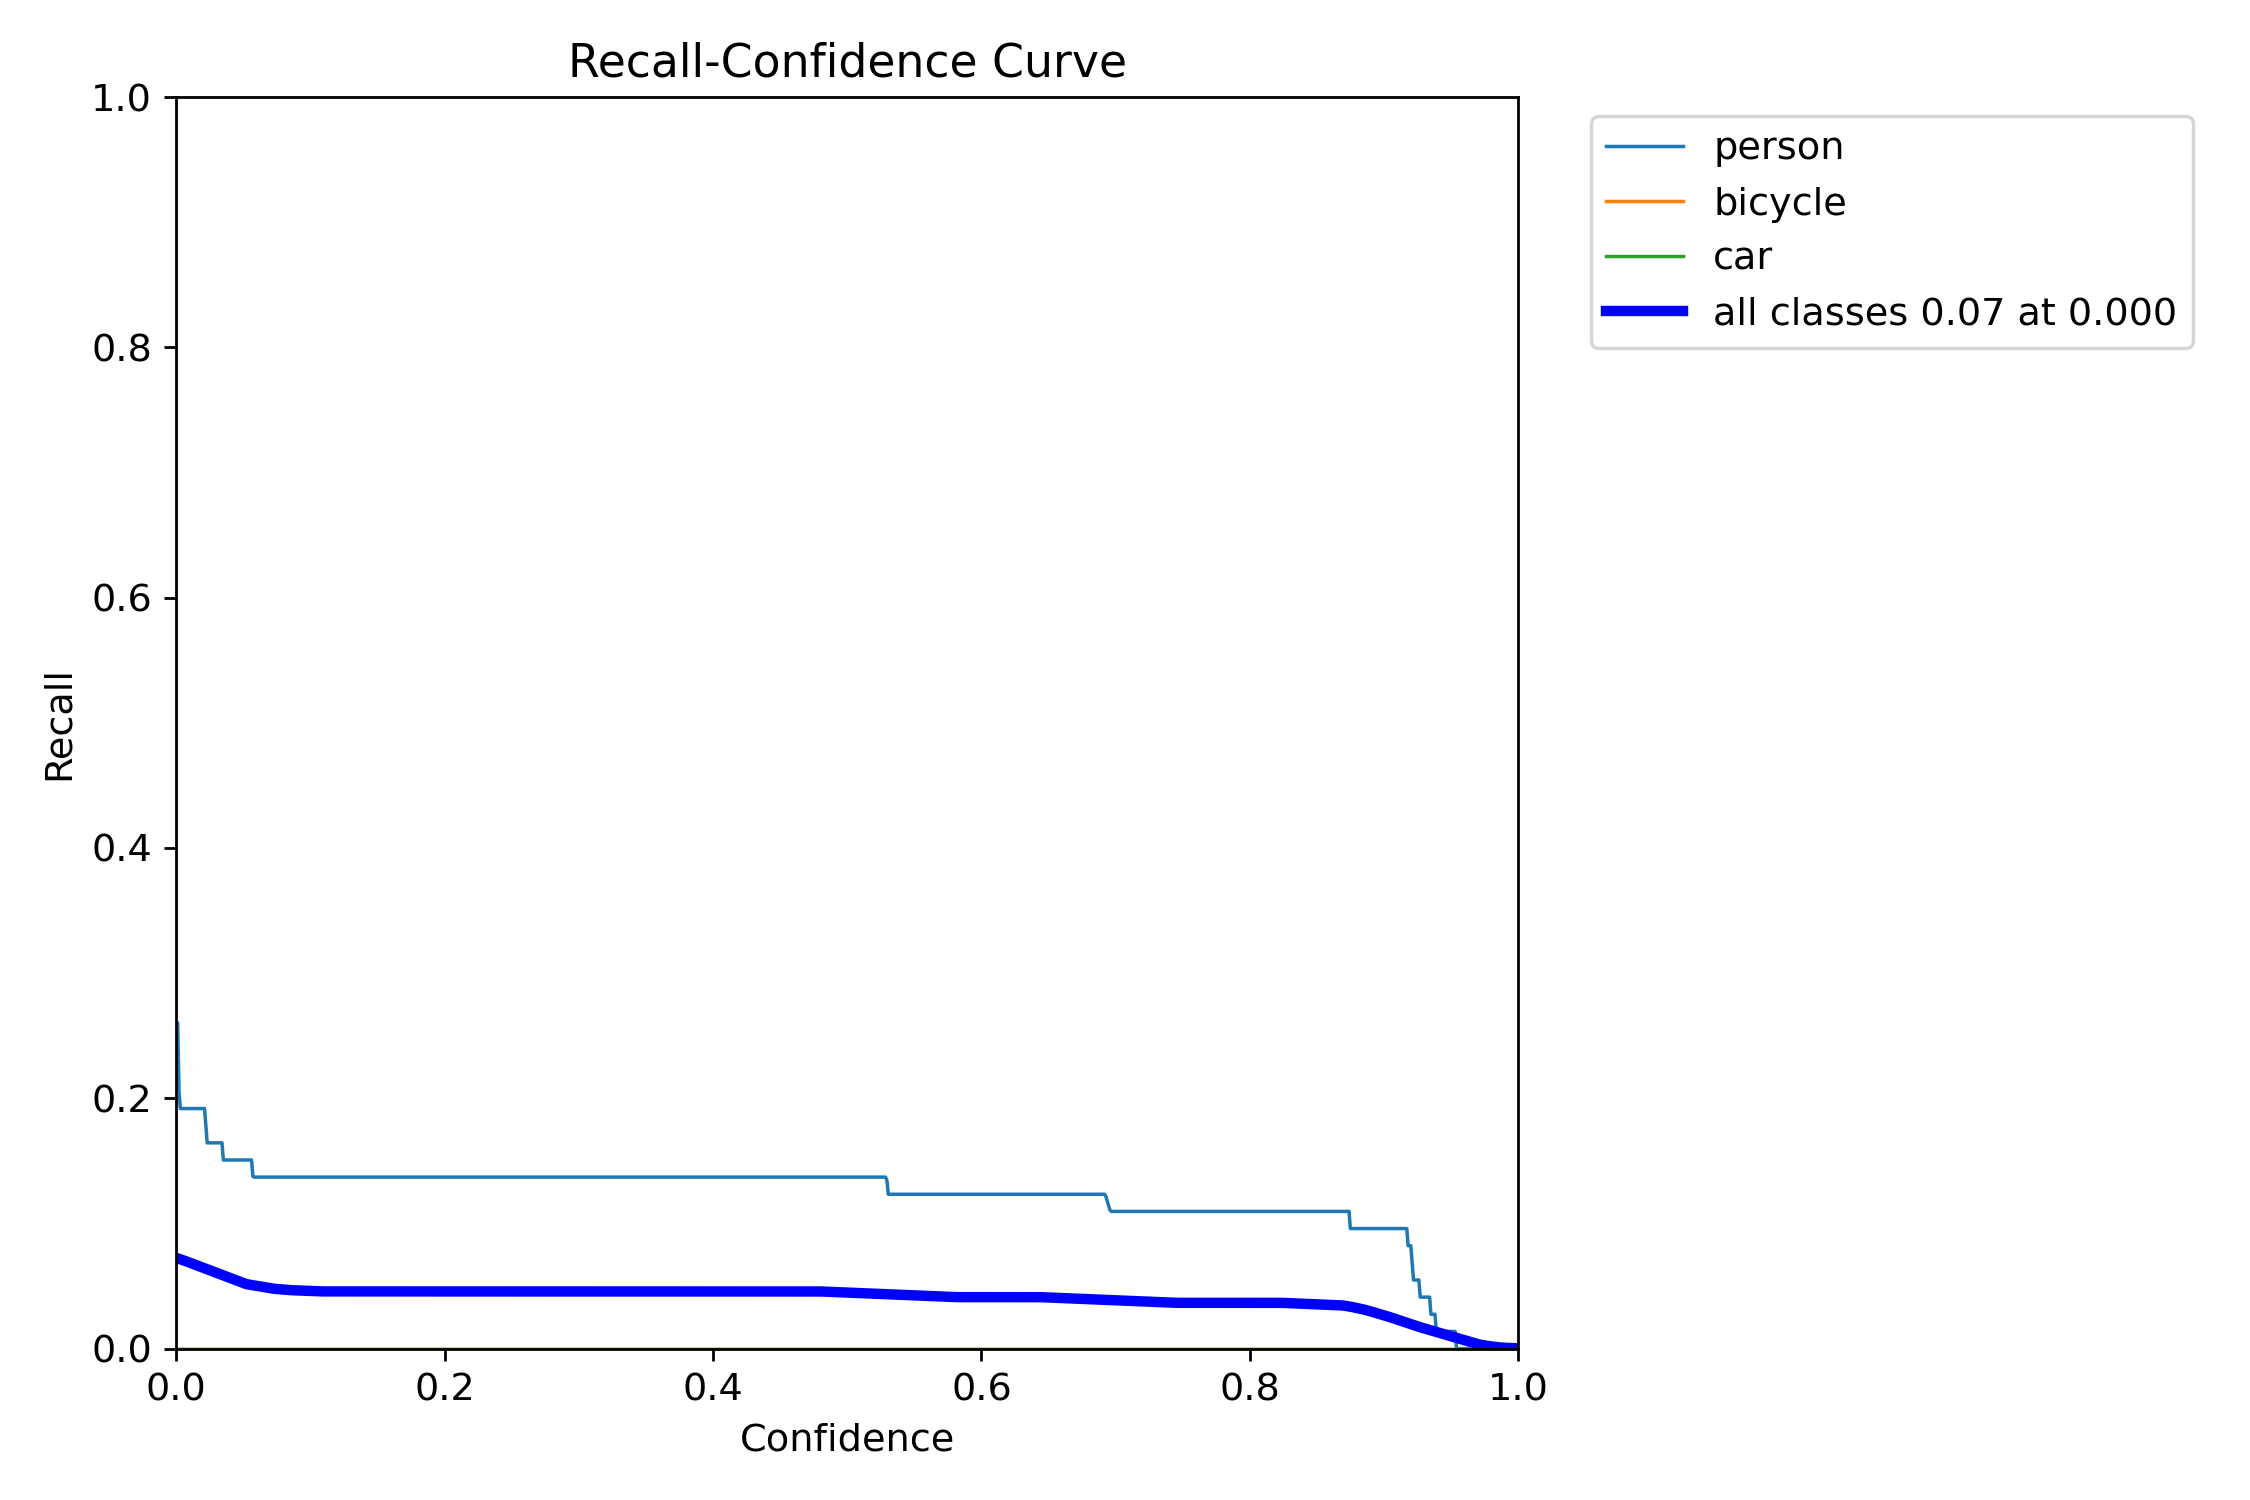 Recall-Confidence Curve
1.0
0.8
0.6
0.4
0.2
0.0
Recall
0.0 0.2 0.4 0.6 0.8 1.0
Confidence
person
bicycle
car
all classes 0.07 at 0.000